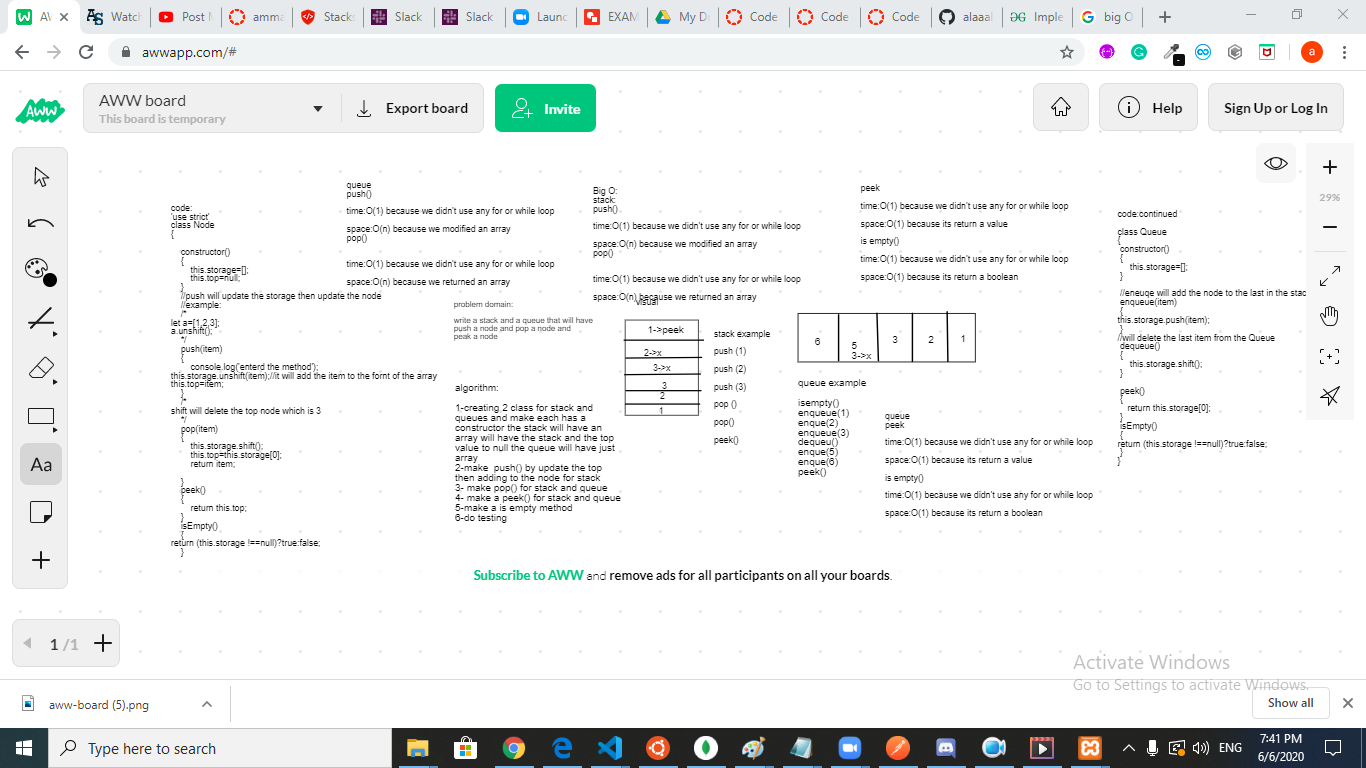 AW
Watch
Post M
amma
Stacks
Slack
Slack
Launc
EXAM
My Dr
Code
Code
Code
alaaal
Imple
big O
awwapp.com/#
AWW
AWW board
This board is temporary
Export board
Invite
Help
Sign Up or Log In
29%
Aa
code:
'use strict'
class Node
{
constructor()
{
this.storage=[];
this.top=null;
}
//push will update the storage then update the node
//example:
/*
let a=[1,2,3];
a.unshift();
*/
push(item)
{
console.log('enterd the method');
this.storage.unshift(item);//it will add the item to the fornt of the array
this.top=item;
}
/*
shift will delete the top node which is 3
*/
pop(item)
{
this.storage.shift();
this.top=this.storage[0];
return item;
}
peek()
{
return this.top;
}
isEmpty()
{
return (this.storage !==null)?true:false;
}
queue
push()
time:O(1) because we didn't use any for or while loop
space:O(n) because we modified an array
pop()
time:O(1) because we didn't use any for or while loop
space:O(n) because we returned an array
problem domain:
write a stack and a queue that will have
push a node and pop a node and
peak a node
algorithm:
1-creating 2 class for stack and
queues and make each has a
constructor the stack will have an
array will have the stack and the top
value to null the queue will have just
array
2-make push() by update the top
then adding to the node for stack
3- make pop() for stack and queue
4- make a peek() for stack and queue
5-make a is empty method
6-do testing
Big O:
stack:
push()
time:O(1) because we didn't use any for or while loop
space:O(n) because we modified an array
pop()
time:O(1) because we didn't use any for or while loop
space:O(n) because we returned an array
visual
1->peek
2->x
3->x
3
2
1
stack example
push (1)
push (2)
push (3)
pop ()
pop()
peek()
peek
time:O(1) because we didn't use any for or while loop
space:O(1) because its return a value
is empty()
time:O(1) because we didn't use any for or while loop
space:O(1) because its return a boolean
6
5
3->x
3
2
1
queue example
isempty()
enqueue(1)
enque(2)
enqueue(3)
dequeu()
enque(5)
enque(6)
peek()
queue
peek
time:O(1) because we didn't use any for or while loop
space:O(1) because its return a value
is empty()
time:O(1) because we didn't use any for or while loop
space:O(1) because its return a boolean
code:continued
class Queue
{
constructor()
{
this.storage=[];
}
//eneuqe will add the node to the last in the stac
enqueue(item)
{
this.storage.push(item);
}
//will delete the last item from the Queue
dequeue()
{
this.storage.shift();
}
peek()
{
return this.storage[0];
}
isEmpty()
{
return (this.storage !==null)?true:false;
}
}
Subscribe to AWW and remove ads for all participants on all your boards.
1 /1
Activate Windows
Go to Settings to activate Windows.
aww-board (5).png
Show all
Type here to search
ENG
7:41 PM
6/6/2020